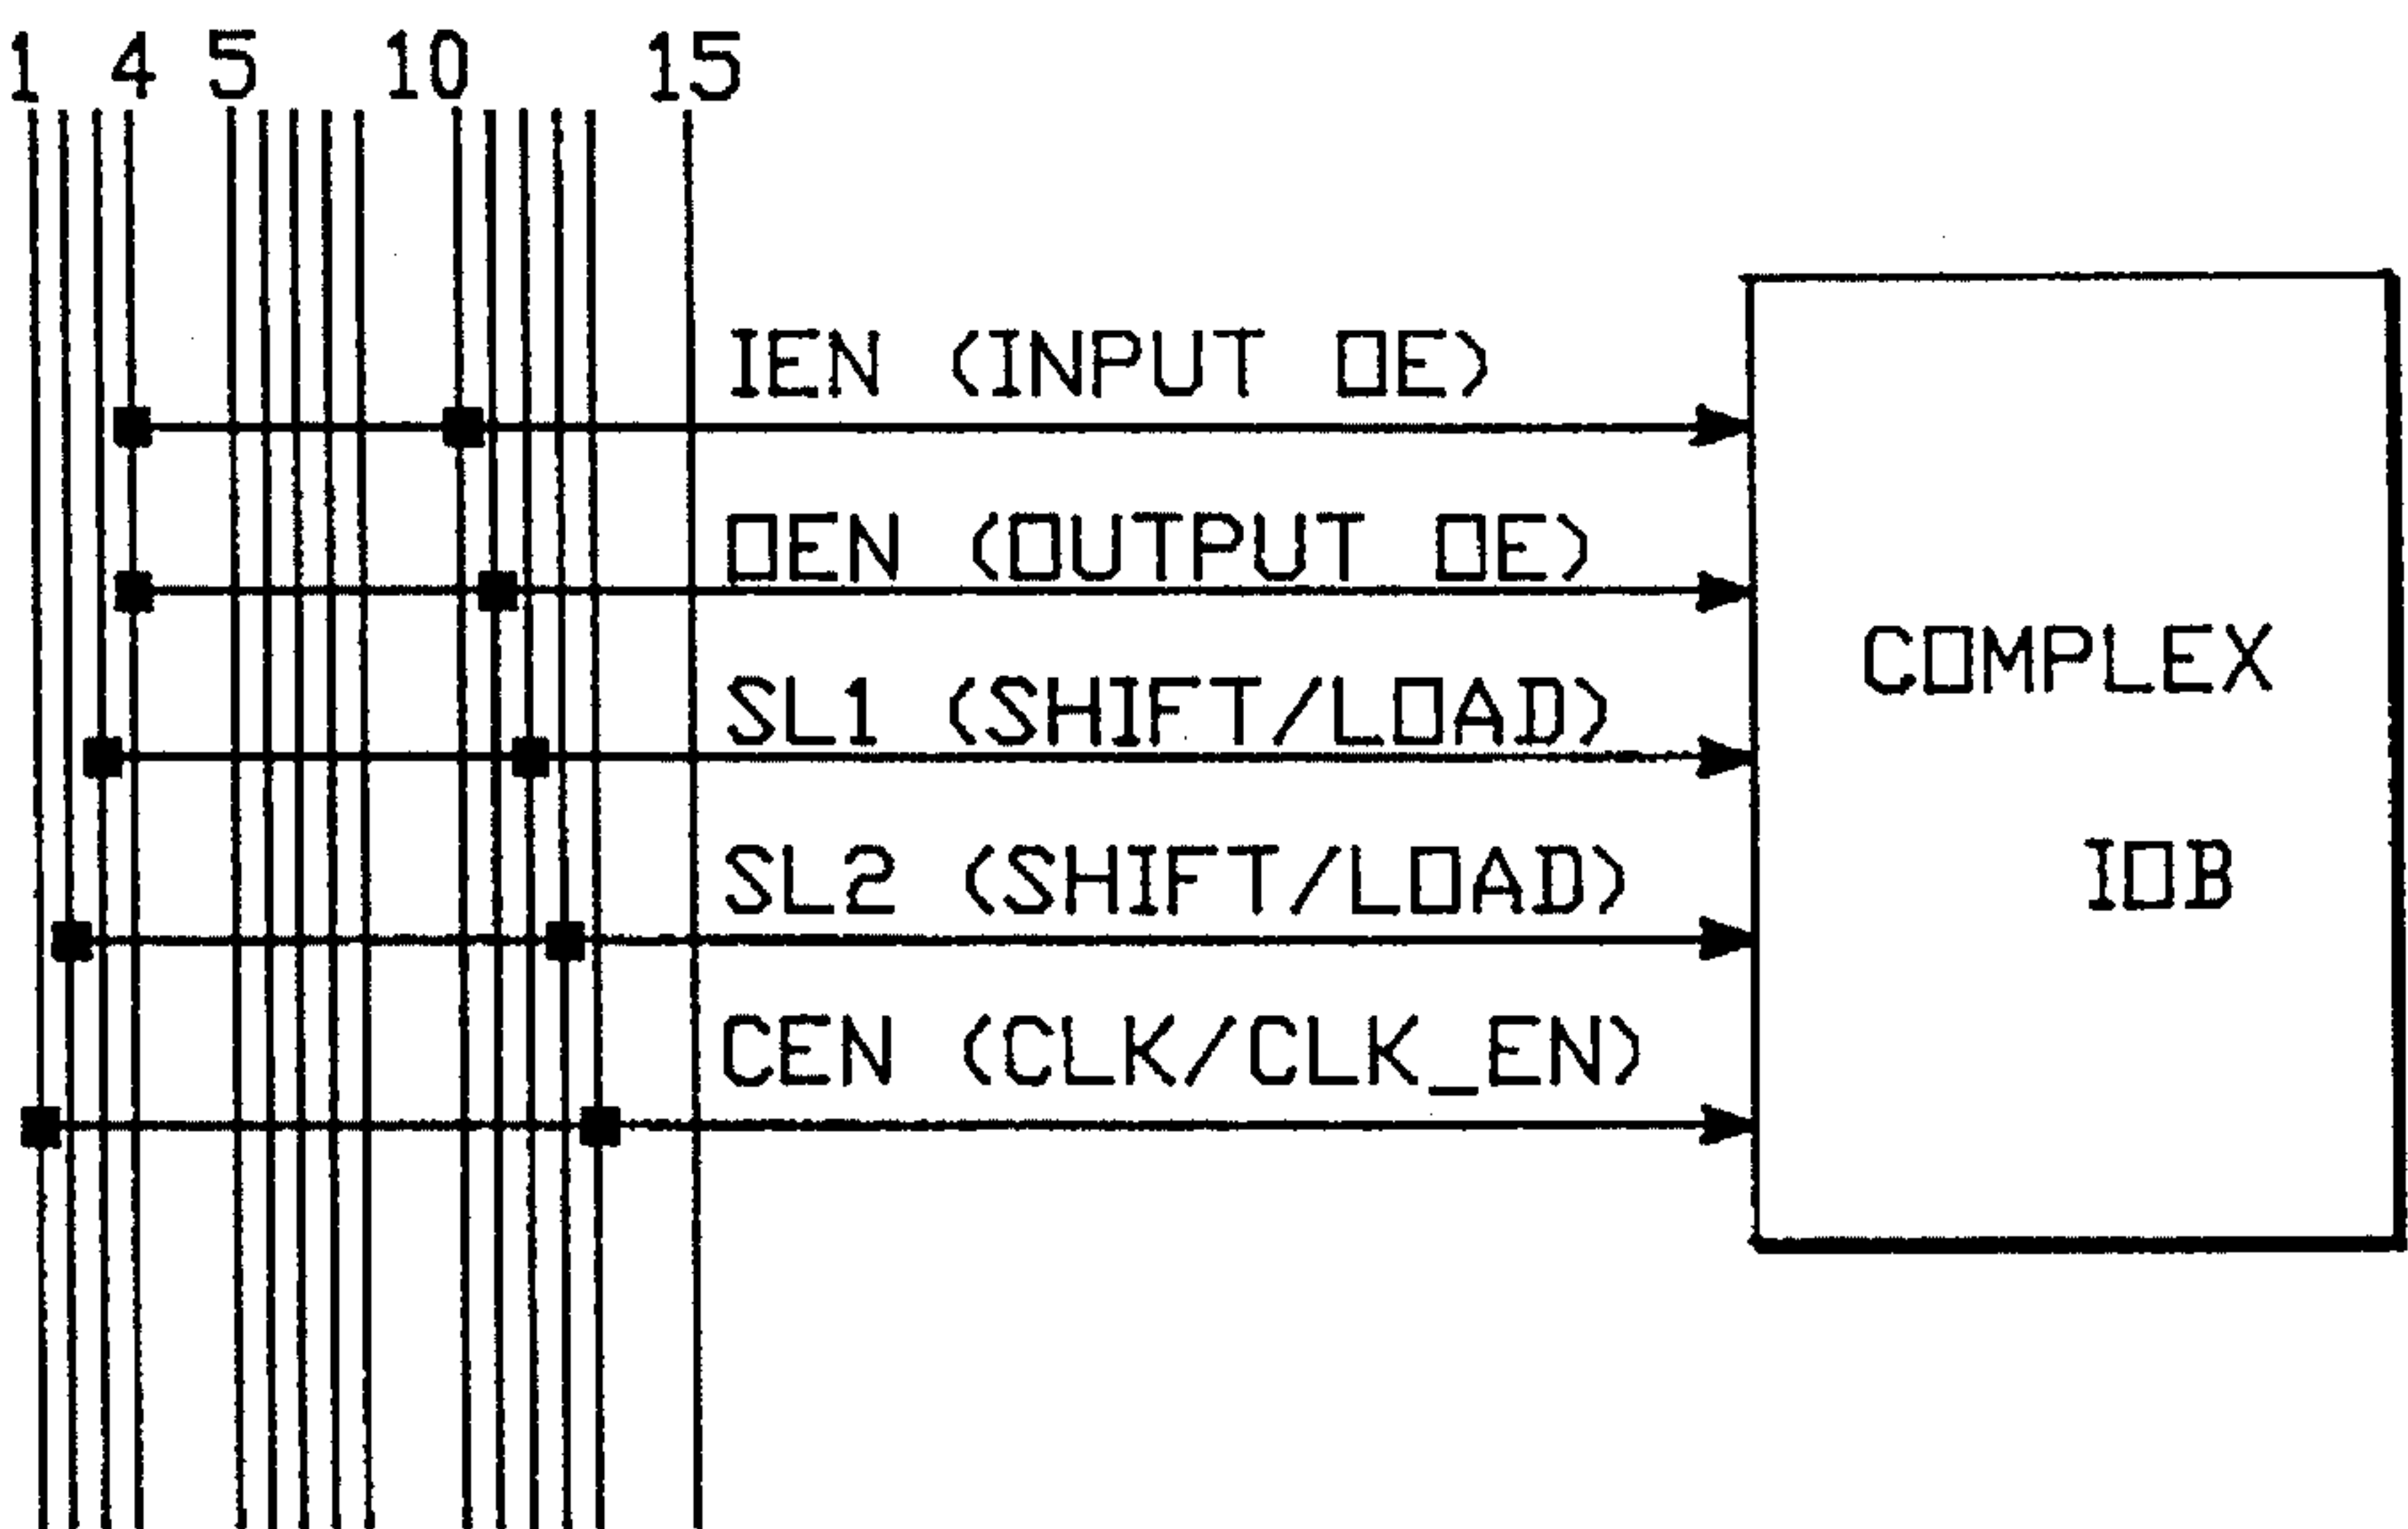 1 4 5 10 15
IEN (INPUT OE)
OEN (OUTPUT OE)
SL1 (SHIFT/LOAD)
COMPLEX
SL2 (SHIFT/LOAD)
IOB
CEN (CLK/CLK_EN)